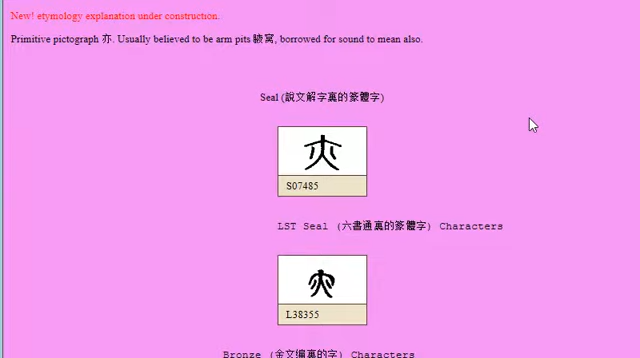 New! etymology explanation under construction.
Primitive pictograph 亦. Usually believed to be arm pits 腋窝, borrowed for sound to mean also.
Seal (說文解字裏的篆體字)
亦
S07485
LST Seal (六書通裏的篆體字) Characters
亦
L38355
Bronze (金文編裏的字) Characters